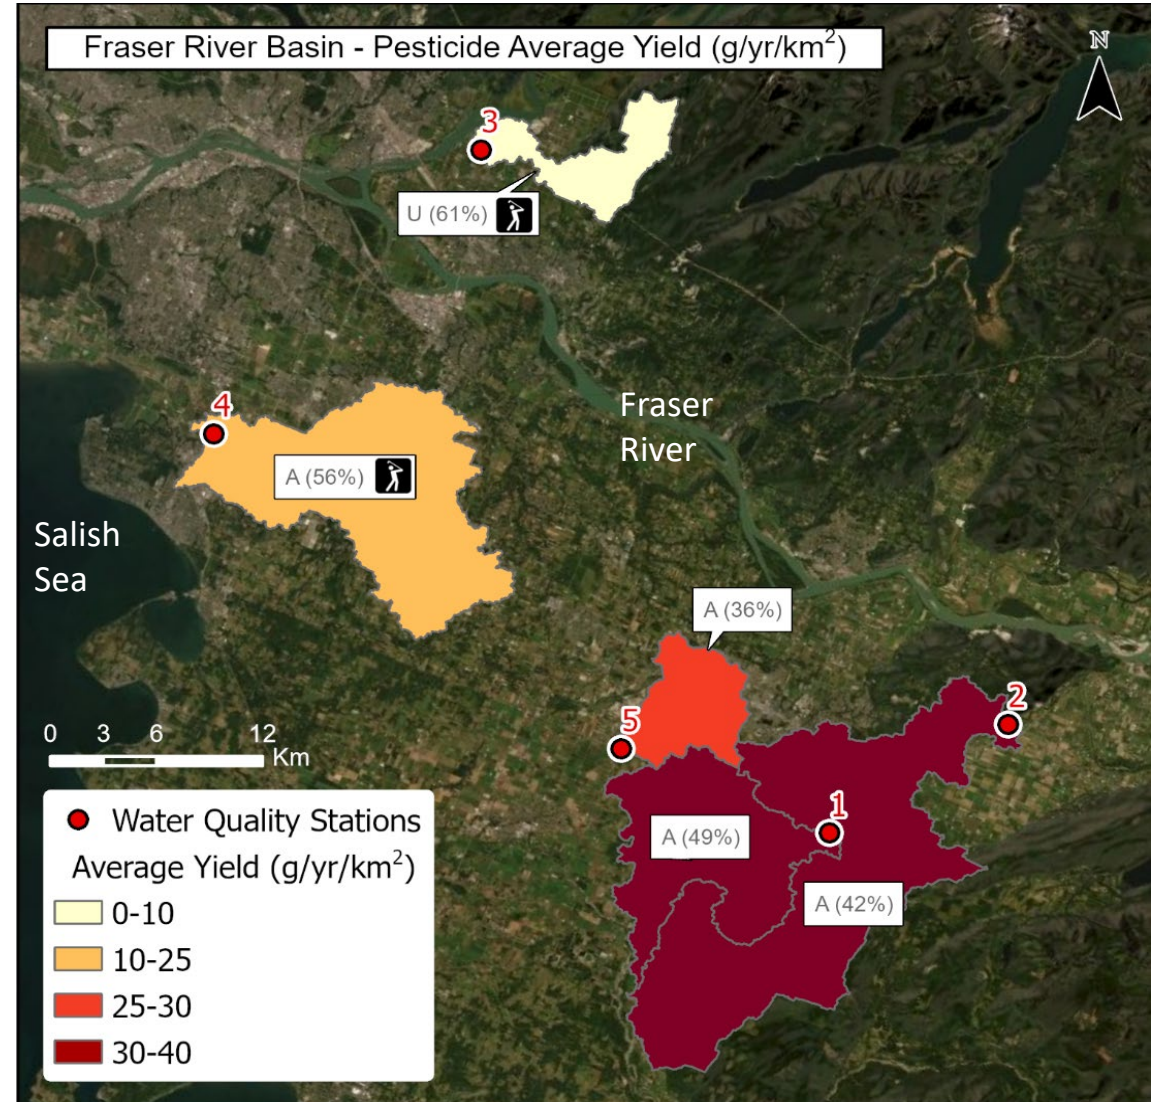 Fraser River Basin - Pesticide Average Yield (g/yr/km²)
N
3
U (61%)
4
A (56%)
Fraser
River
Salish
Sea
A (36%)
5
2
1
A (49%)
A (42%)
0 3 6 12
Km
Water Quality Stations
Average Yield (g/yr/km²)
0-10
10-25
25-30
30-40